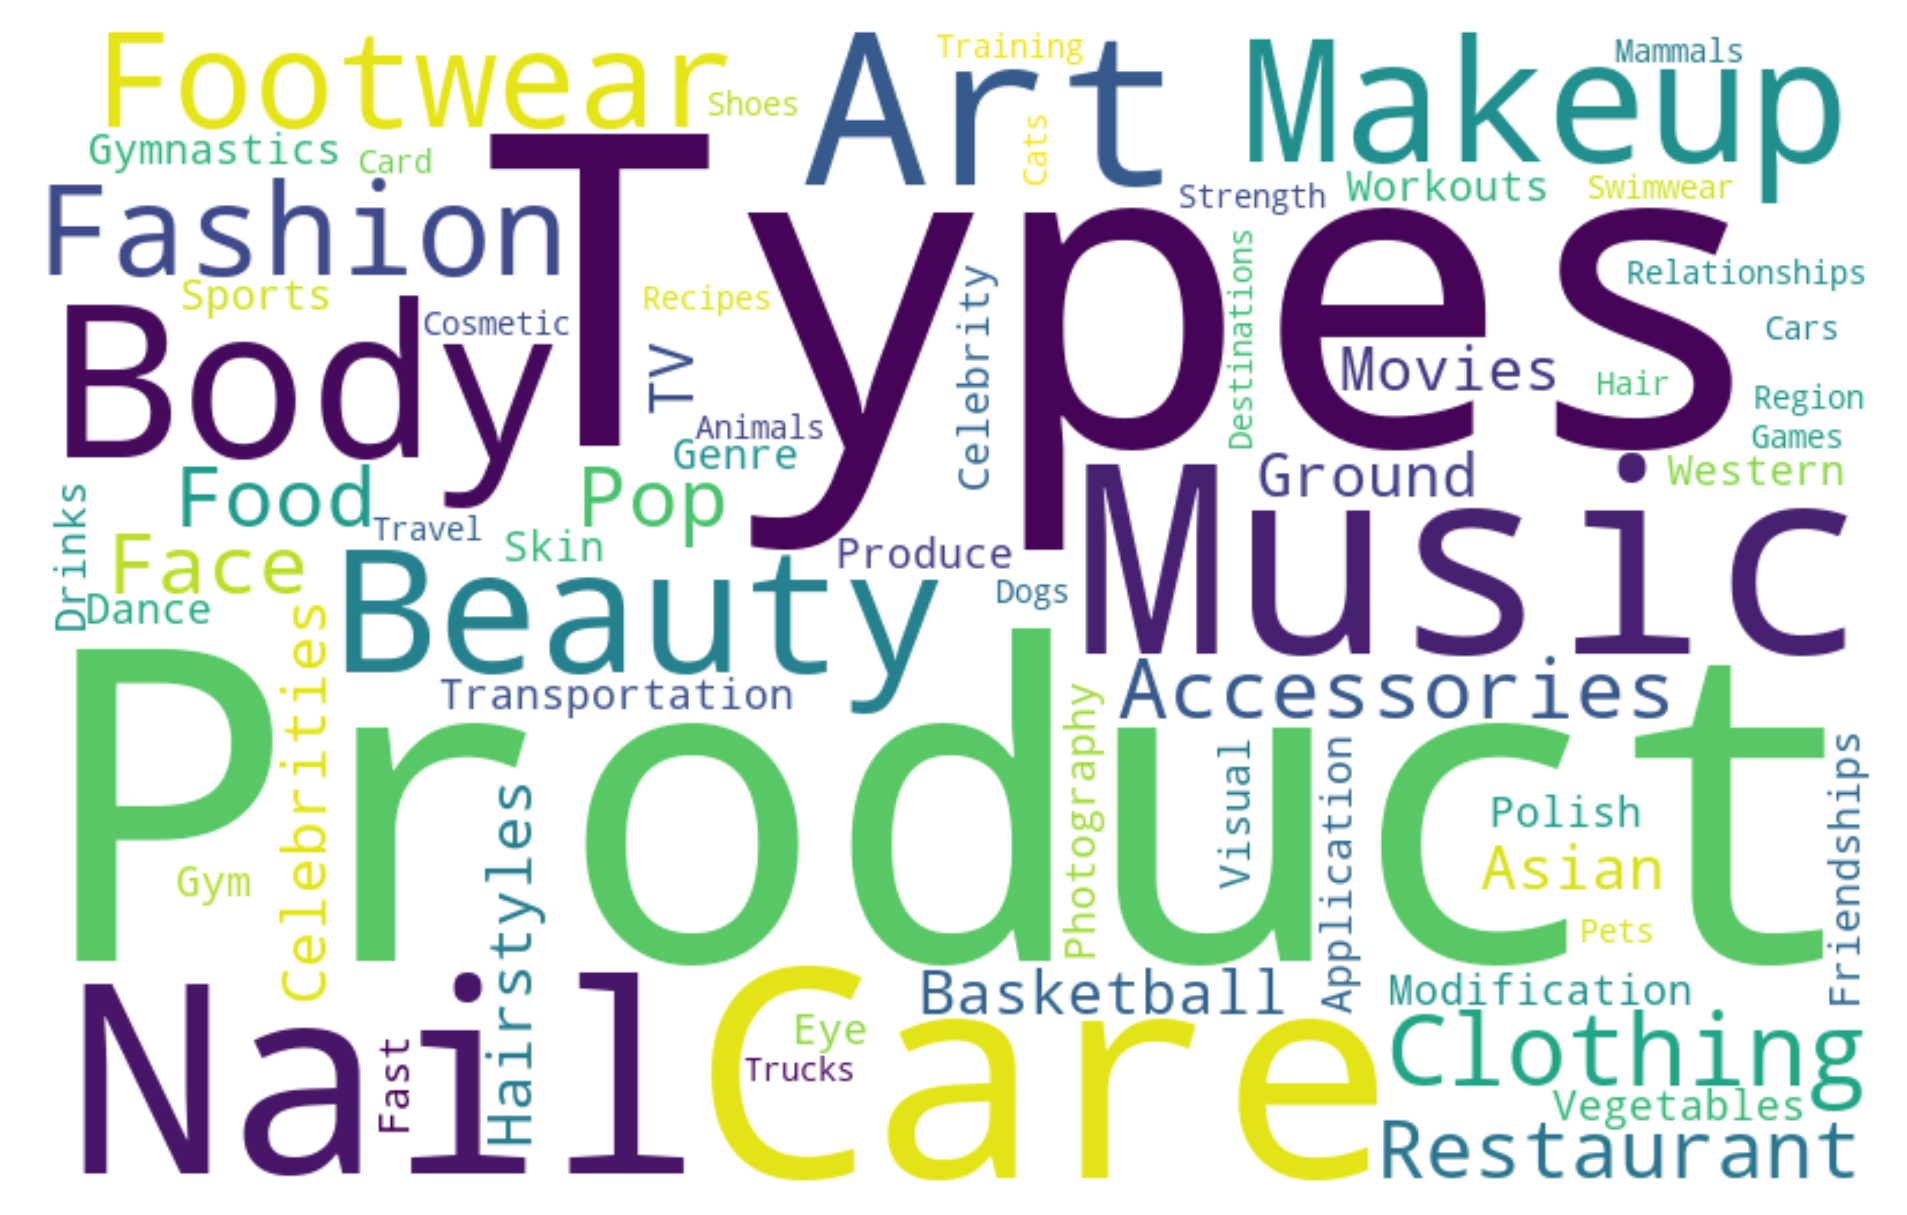 Footwear
Art
Training
Makeup
Mammals
Shoes
Gymnastics
Card
Cats
Types
Fashion
Strength
Workouts
Swimwear
Sports
Recipes
Celebrity
Destinations
Relationships
Body
Cosmetic
TV
Movies
Cars
Hair
Region
Animals
Genre
Games
Food
Pop
Ground
Western
Drinks
Travel
Skin
Produce
Music
Face
Beauty
Dogs
Dance
Celebrities
Transportation
Accessories
Product
Photography
Visual
Application
Friendships
Hairstyles
Polish
Gym
Asian
Pets
Nail
Care
Basketball
Modification
Eye
Clothing
Fast
Trucks
Vegetables
Restaurant